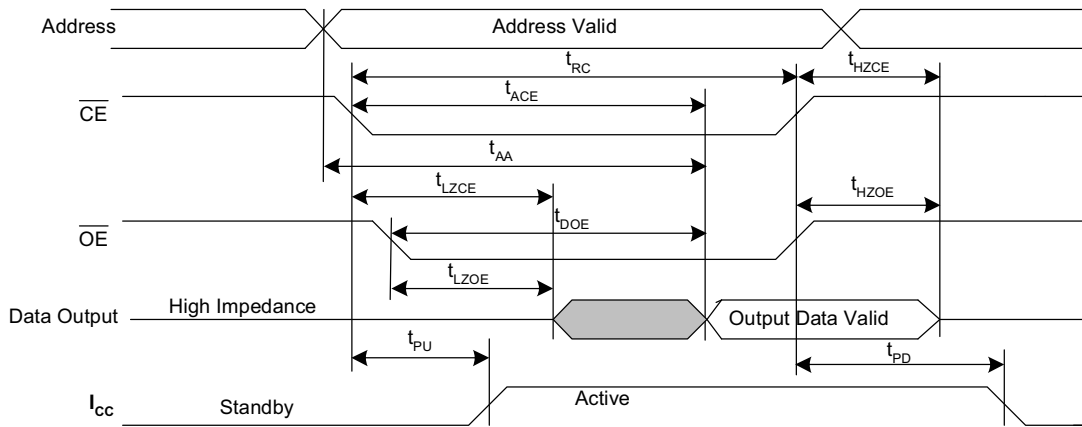 Address
Address Valid
tRC
tHZCE
CE
tACE
tAA
tLZCE
tHZOE
OE
tDOE
tLZOE
Data Output
High Impedance
Output Data Valid
tPU
tPD
ICC
Standby
Active